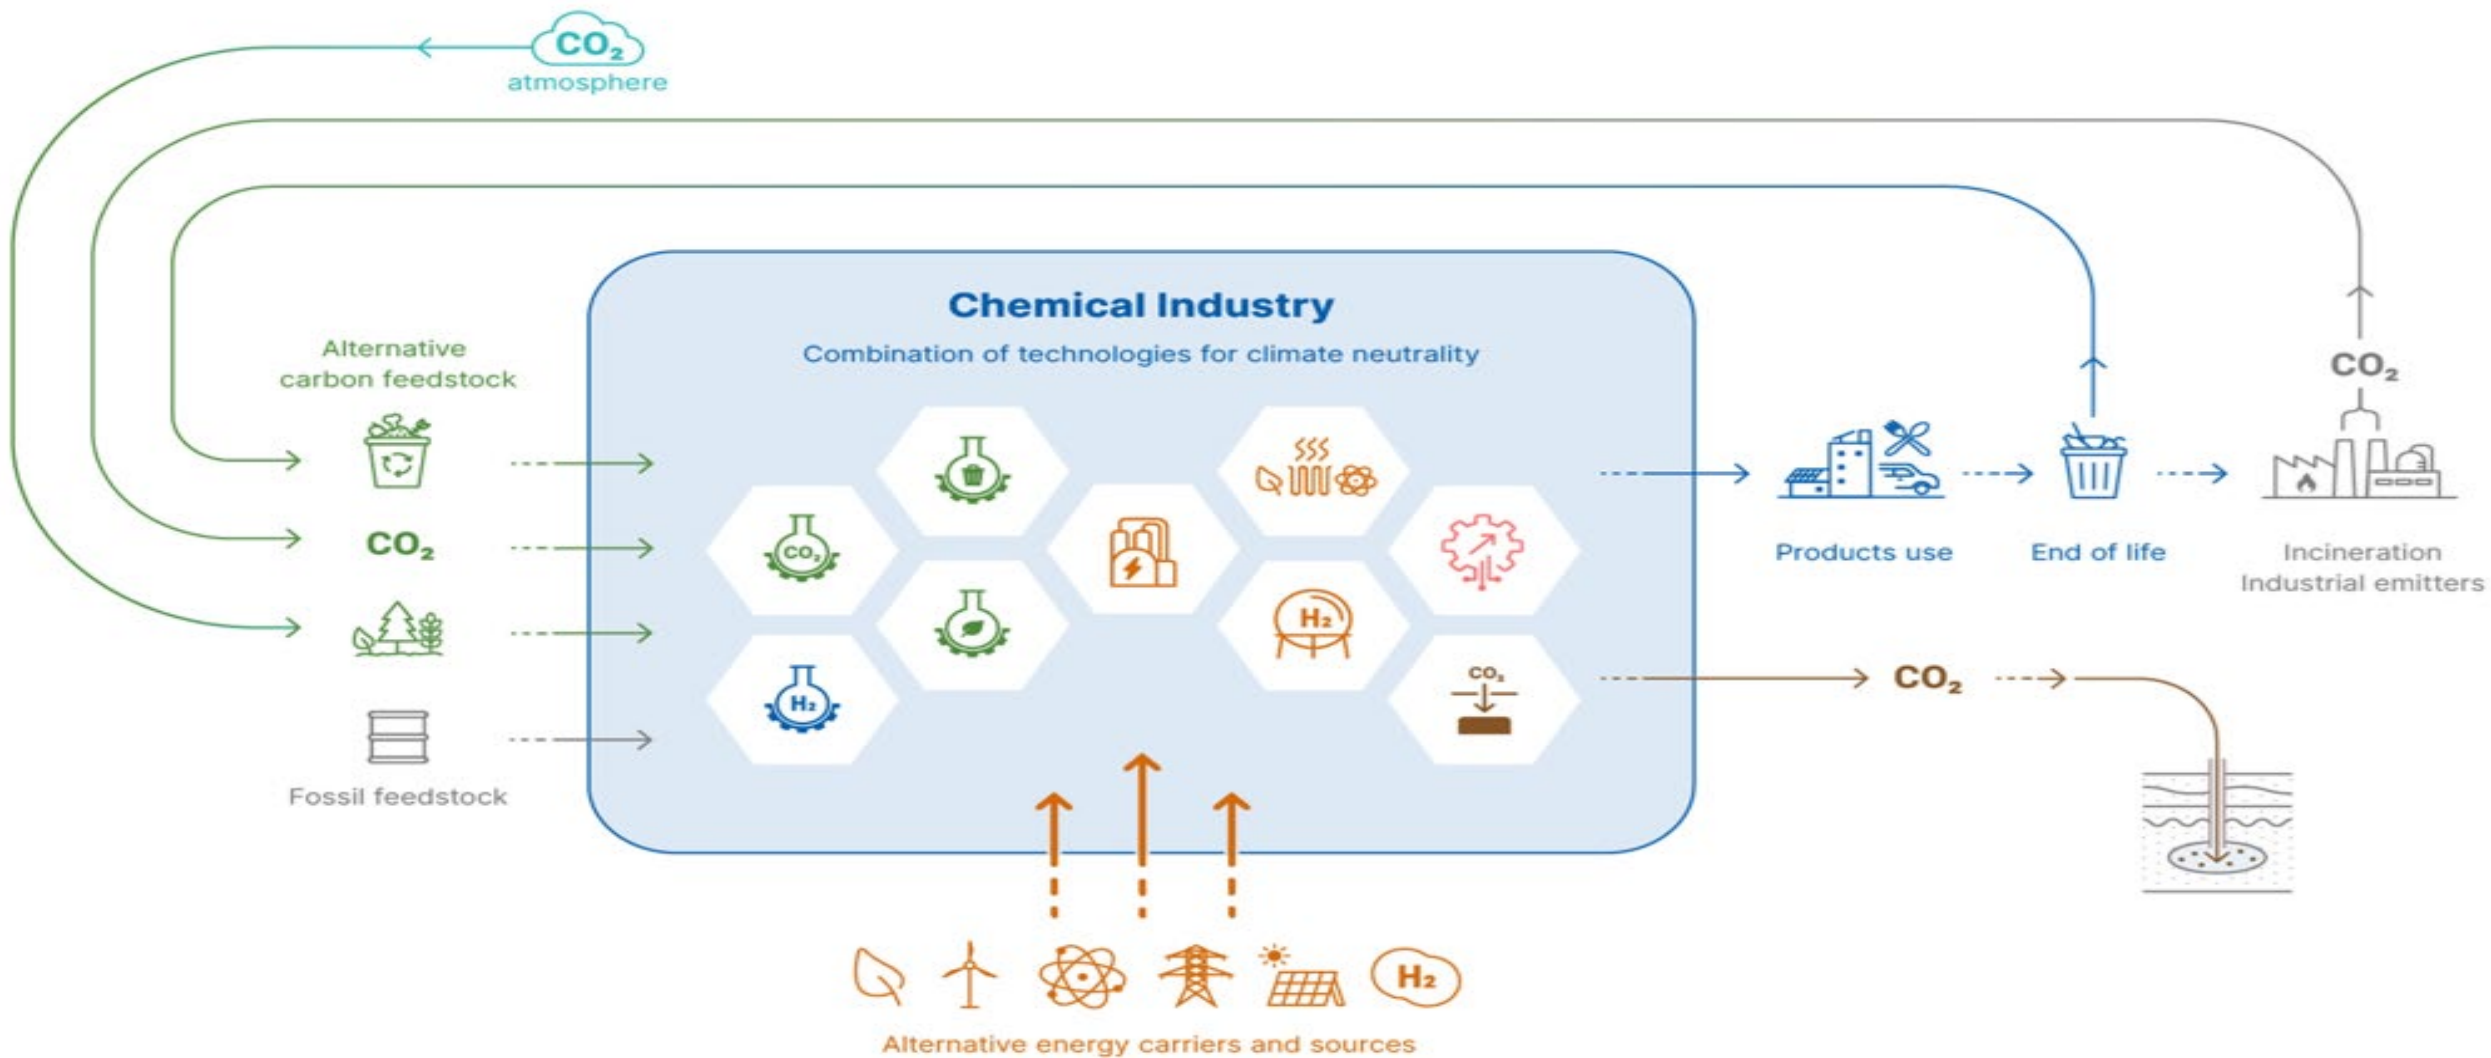 CO₂
atmosphere
Chemical Industry
Combination of technologies for climate neutrality
Alternative
carbon feedstock
CO₂
Fossil feedstock
CO₂
H₂
H₂
CO₂
Products use
End of life
CO₂
Incineration
Industrial emitters
CO₂
H₂
Alternative energy carriers and sources